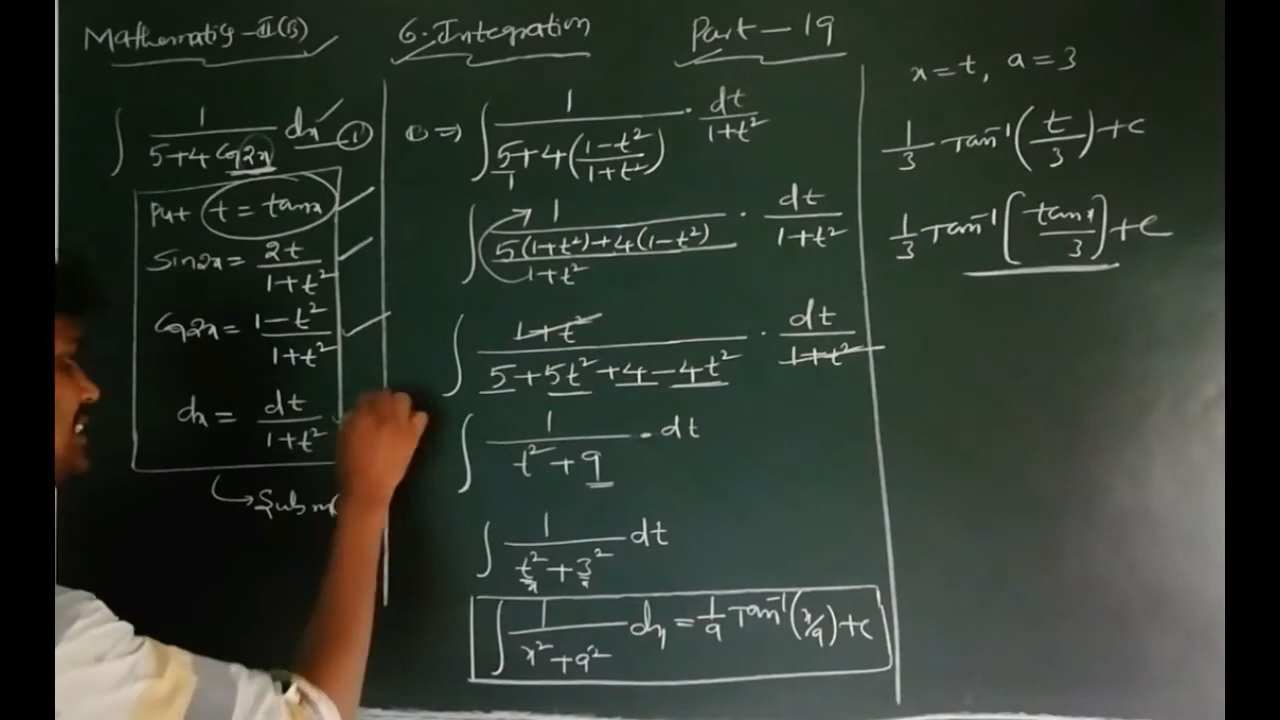 Mathematics-II(B) 6.Integration Part-19
∫ 1/(5+4 Cos2x) dx -①
Put t = tanx
Sin2x = 2t/(1+t²)
Cos2x = (1-t²)/(1+t²)
dx = dt/(1+t²)
↳ Sub in
① ⇒ ∫ 1/(5+4((1-t²)/(1+t²))) · dt/(1+t²)
∫ 1/((5(1+t²)+4(1-t²))/(1+t²)) · dt/(1+t²)
∫ (1+t²)/(5+5t²+4-4t²) · dt/(1+t²)
∫ 1/(t²+9) · dt
∫ 1/(t²+3²) dt
x
∫ 1/(x²+a²) dx = 1/a Tan⁻¹(x/a)+c
x=t, a=3
1/3 Tan⁻¹(t/3)+c
1/3 Tan⁻¹[tanx/3]+c